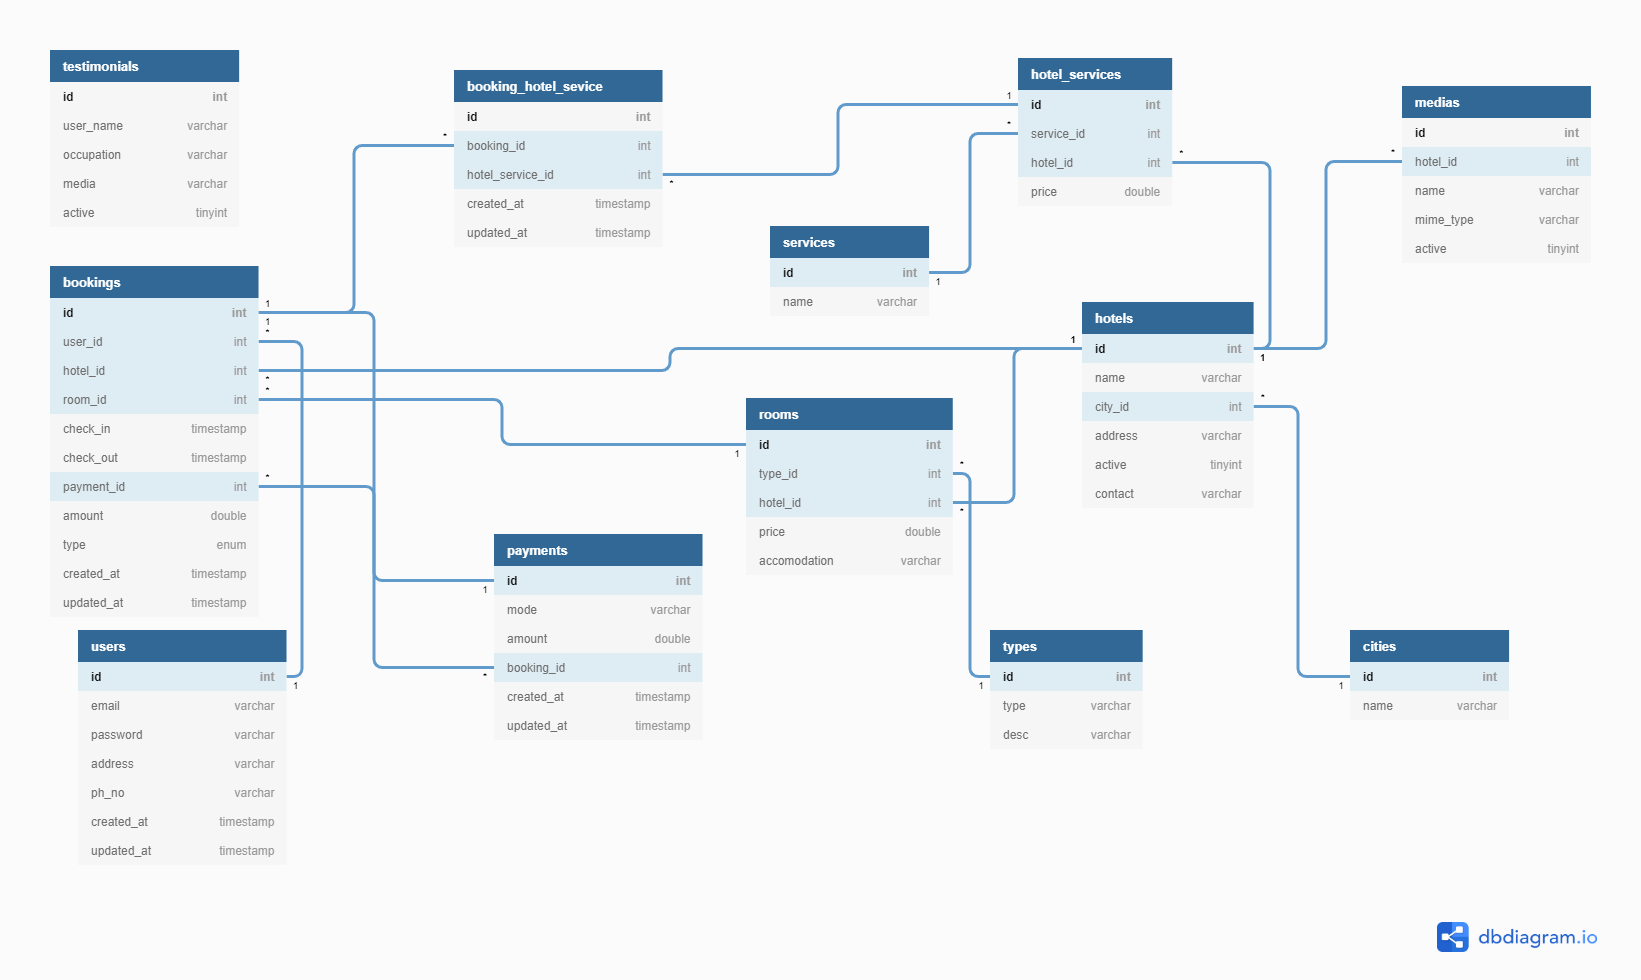 testimonials
id int
user_name varchar
occupation varchar
media varchar
active tinyint
booking_hotel_sevice
id int
* booking_id int
hotel_service_id int *
created_at timestamp
updated_at timestamp
hotel_services
1 id int
* service_id int
hotel_id int *
price double
medias
id int
* hotel_id int
name varchar
mime_type varchar
active tinyint
services
id int 1
name varchar
bookings
id int 1
1
user_id int *
hotel_id int *
room_id int *
check_in timestamp
check_out timestamp
payment_id int *
amount double
type enum
created_at timestamp
updated_at timestamp
hotels
1 id int 1
name varchar
city_id int *
address varchar
active tinyint
contact varchar
rooms
1 id int
type_id int *
hotel_id int *
price double
accomodation varchar
payments
1 id int
mode varchar
amount double
* booking_id int
created_at timestamp
updated_at timestamp
users
id int 1
email varchar
password varchar
address varchar
ph_no varchar
created_at timestamp
updated_at timestamp
types
1 id int
type varchar
desc varchar
cities
1 id int
name varchar
dbdiagram.io